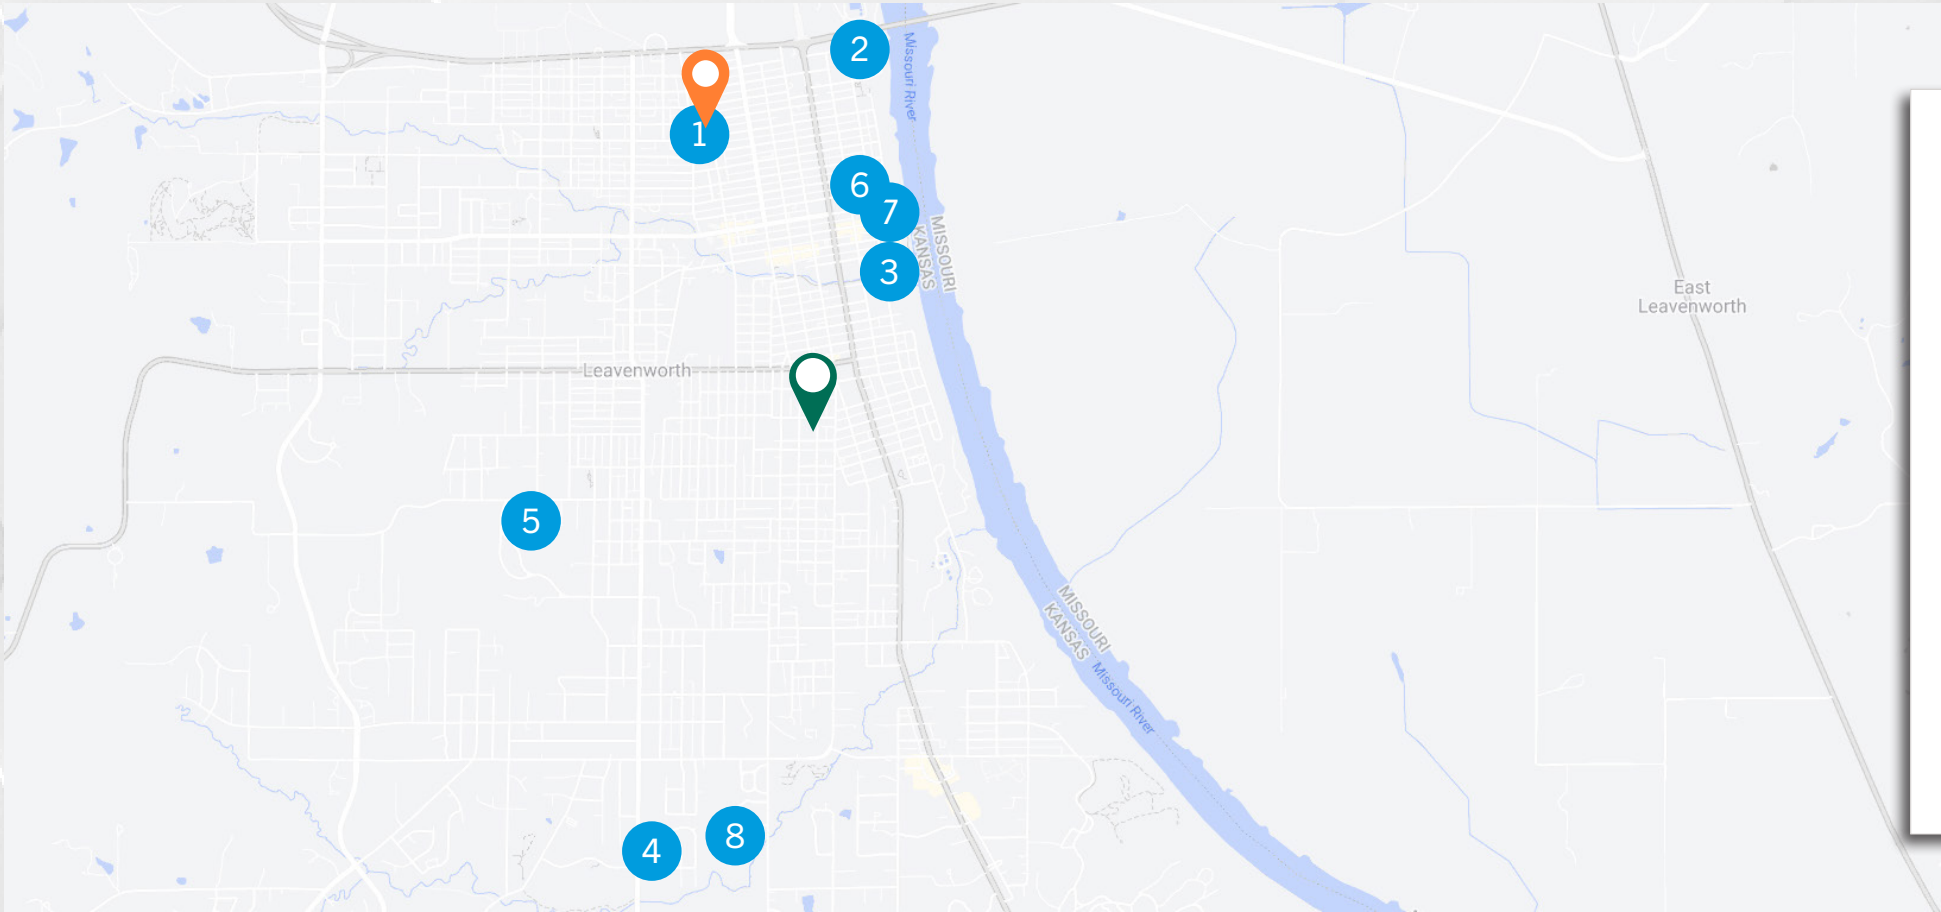 2
Missouri River
1
6
7
MISSOURI
KANSAS
3
East
Leavenworth
Leavenworth
5
MISSOURI
KANSAS
Missouri River
4
8